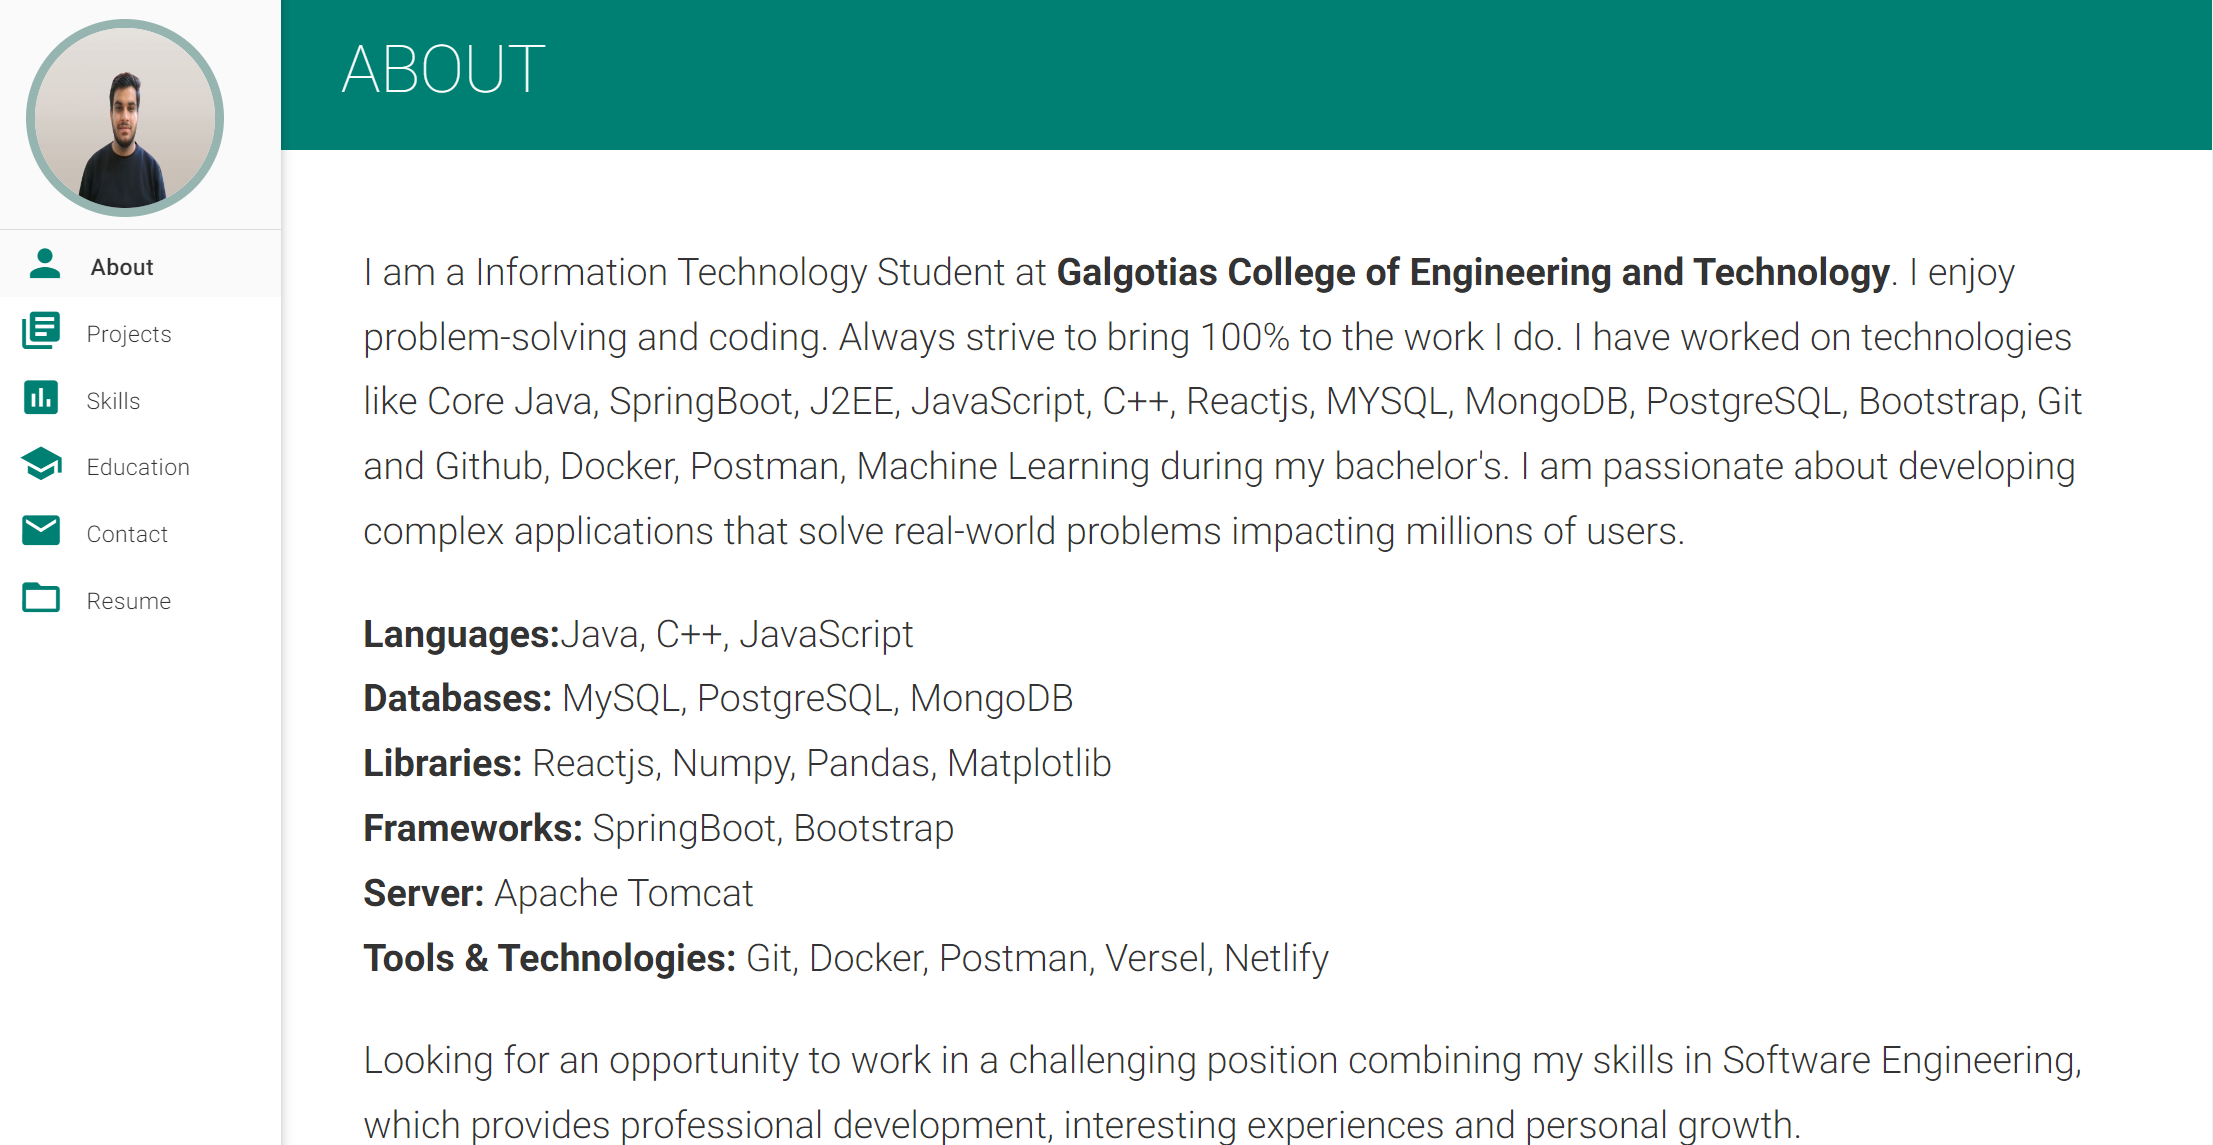 ABOUT
About
Projects
Skills
Education
Contact
Resume
I am a Information Technology Student at Galgotias College of Engineering and Technology. I enjoy
problem-solving and coding. Always strive to bring 100% to the work I do. I have worked on technologies
like Core Java, SpringBoot, J2EE, JavaScript, C++, Reactjs, MYSQL, MongoDB, PostgreSQL, Bootstrap, Git
and Github, Docker, Postman, Machine Learning during my bachelor's. I am passionate about developing
complex applications that solve real-world problems impacting millions of users.
Languages:Java, C++, JavaScript
Databases: MySQL, PostgreSQL, MongoDB
Libraries: Reactjs, Numpy, Pandas, Matplotlib
Frameworks: SpringBoot, Bootstrap
Server: Apache Tomcat
Tools & Technologies: Git, Docker, Postman, Versel, Netlify
Looking for an opportunity to work in a challenging position combining my skills in Software Engineering,
which provides professional development, interesting experiences and personal growth.